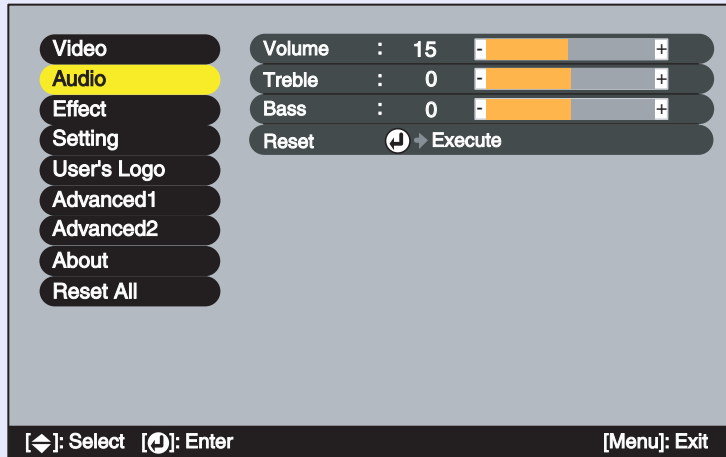 Video
Audio
Effect
Setting
User's Logo
Advanced1
Advanced2
About
Reset All
Volume : 15 - +
Treble : 0 - +
Bass : 0 - +
Reset Execute
[ ]: Select [ ]: Enter [Menu]: Exit